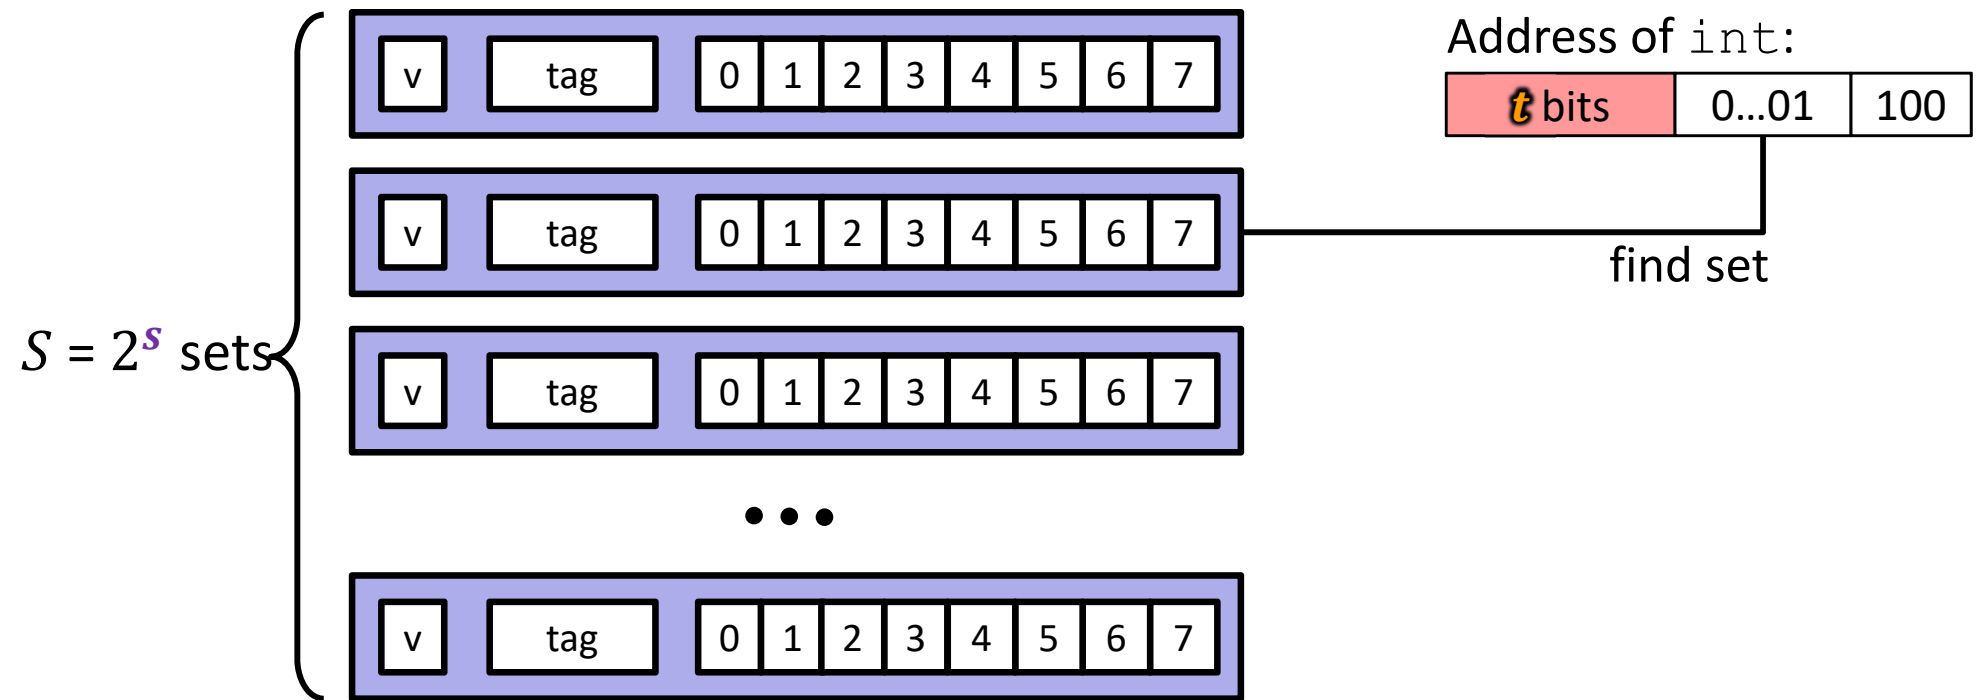 v tag 0 1 2 3 4 5 6 7
Address of int:
t bits 0...01 100
v tag 0 1 2 3 4 5 6 7
find set
S = 2^s sets
v tag 0 1 2 3 4 5 6 7
•••
v tag 0 1 2 3 4 5 6 7